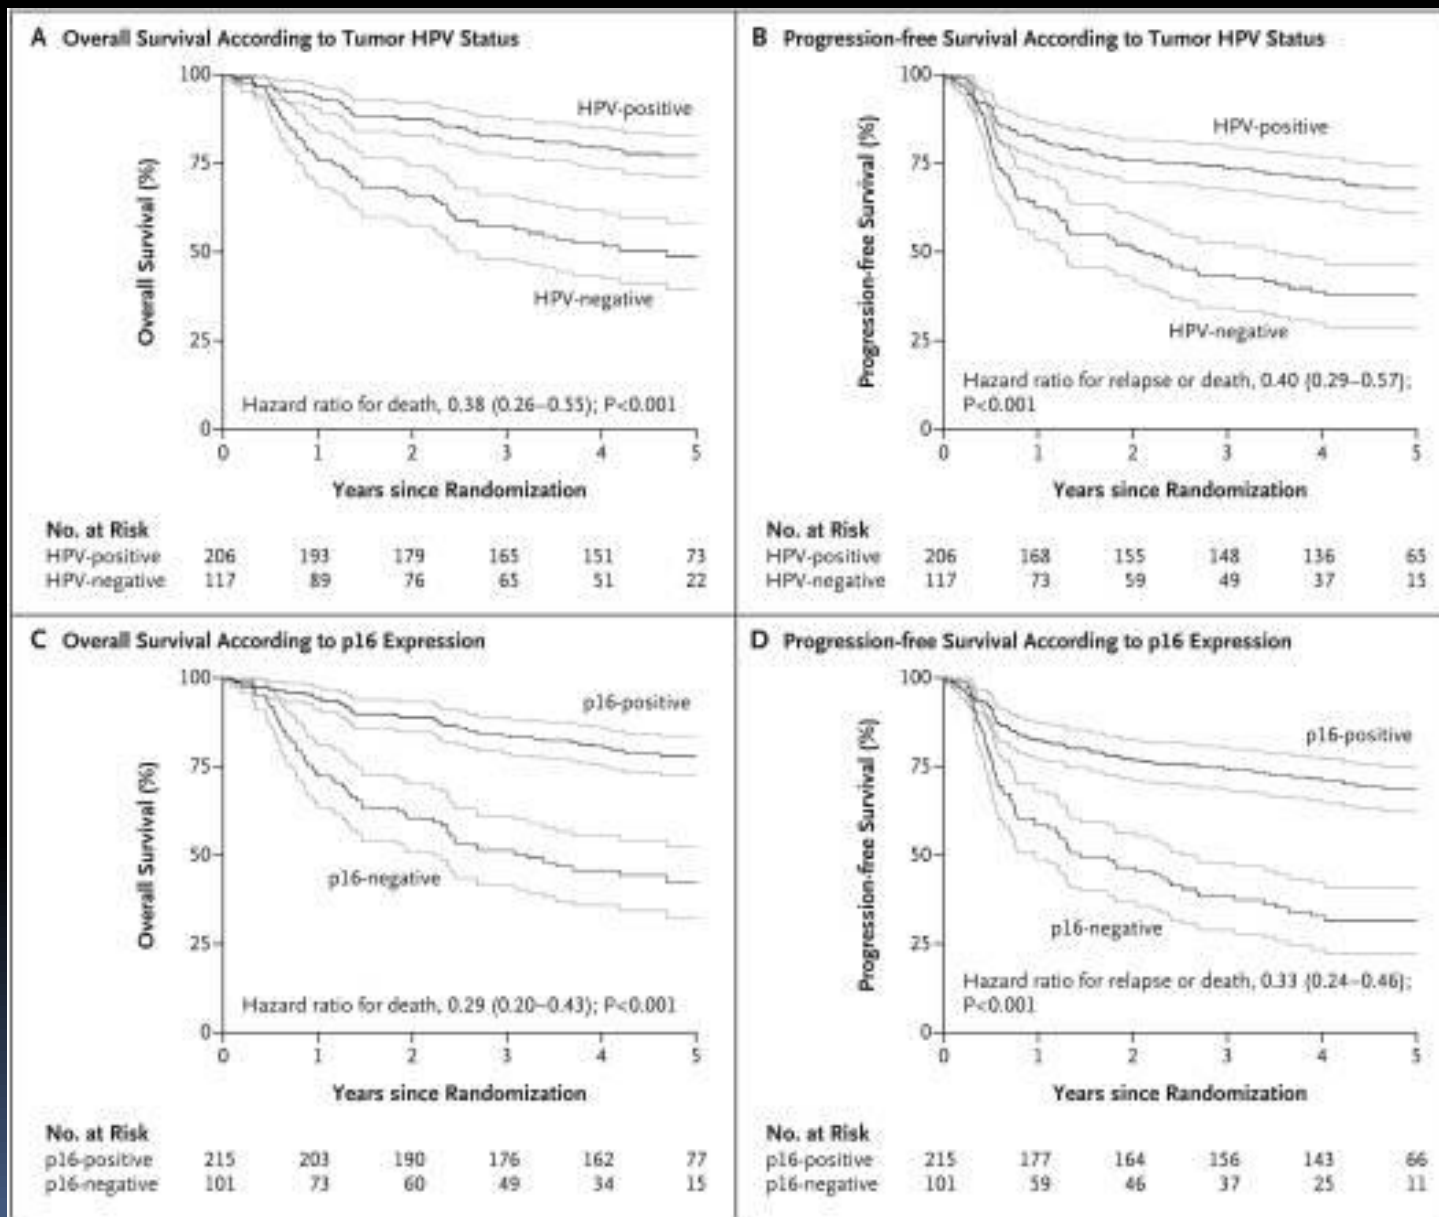 A Overall Survival According to Tumor HPV Status
100
75
50
25
0
Overall Survival (%)
HPV-positive
HPV-negative
Hazard ratio for death, 0.38 (0.26–0.55); P<0.001
0 1 2 3 4 5
Years since Randomization
No. at Risk
HPV-positive 206 193 179 165 151 73
HPV-negative 117 89 76 65 51 22
B Progression-free Survival According to Tumor HPV Status
100
75
50
25
0
Progression-free Survival (%)
HPV-positive
HPV-negative
Hazard ratio for relapse or death, 0.40 (0.29–0.57);
P<0.001
0 1 2 3 4 5
Years since Randomization
No. at Risk
HPV-positive 206 168 155 148 136 65
HPV-negative 117 73 59 49 37 15
C Overall Survival According to p16 Expression
100
75
50
25
0
Overall Survival (%)
p16-positive
p16-negative
Hazard ratio for death, 0.29 (0.20–0.43); P<0.001
0 1 2 3 4 5
Years since Randomization
No. at Risk
p16-positive 215 203 190 176 162 77
p16-negative 101 73 60 49 34 15
D Progression-free Survival According to p16 Expression
100
75
50
25
0
Progression-free Survival (%)
p16-positive
p16-negative
Hazard ratio for relapse or death, 0.33 (0.24–0.46);
P<0.001
0 1 2 3 4 5
Years since Randomization
No. at Risk
p16-positive 215 177 164 156 143 66
p16-negative 101 59 46 37 25 11